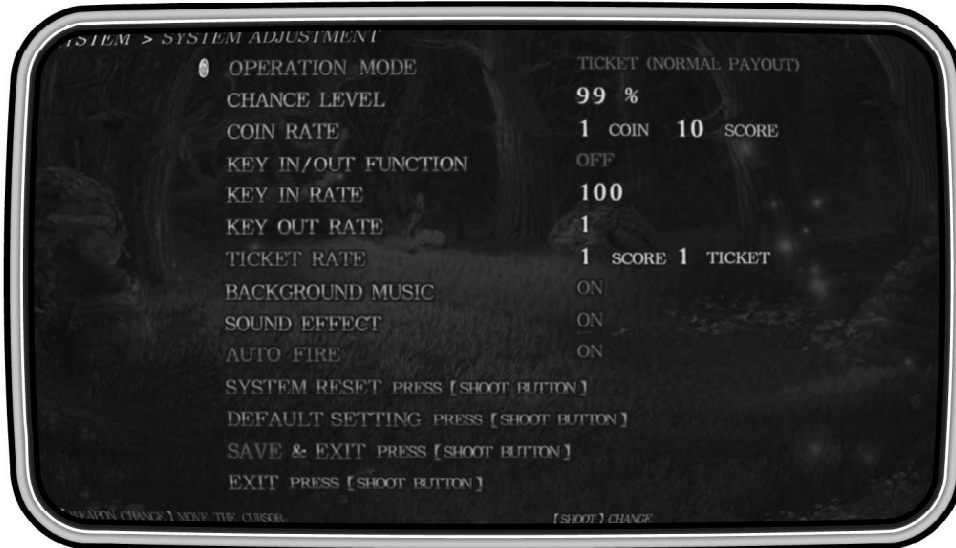 YSTEM > SYSTEM ADJUSTMENT
OPERATION MODE TICKET (NORMAL PAYOUT)
CHANCE LEVEL 99 %
COIN RATE 1 COIN 10 SCORE
KEY IN/OUT FUNCTION OFF
KEY IN RATE 100
KEY OUT RATE 1
TICKET RATE 1 SCORE 1 TICKET
BACKGROUND MUSIC ON
SOUND EFFECT ON
AUTO FIRE ON
SYSTEM RESET PRESS [SHOOT BUTTON]
DEFAULT SETTING PRESS [SHOOT BUTTON]
SAVE & EXIT PRESS [SHOOT BUTTON]
EXIT PRESS [SHOOT BUTTON]
[WEAPON CHANGE] MOVE THE CURSOR [SHOOT] CHANGE